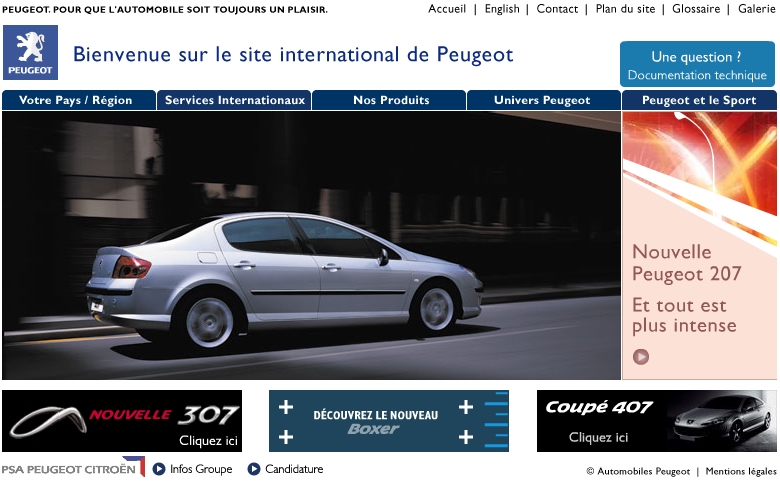 PEUGEOT. POUR QUE L'AUTOMOBILE SOIT TOUJOURS UN PLAISIR.
Accueil | English | Contact | Plan du site | Glossaire | Galerie
PEUGEOT
Bienvenue sur le site international de Peugeot
Une question ?
Documentation technique
Votre Pays / Région
Services Internationaux
Nos Produits
Univers Peugeot
Peugeot et le Sport
Nouvelle
Peugeot 207
Et tout est
plus intense
NOUVELLE 307
Cliquez ici
DÉCOUVREZ LE NOUVEAU
Boxer
Coupé 407
Cliquez ici
PSA PEUGEOT CITROËN
Infos Groupe
Candidature
© Automobiles Peugeot | Mentions légales